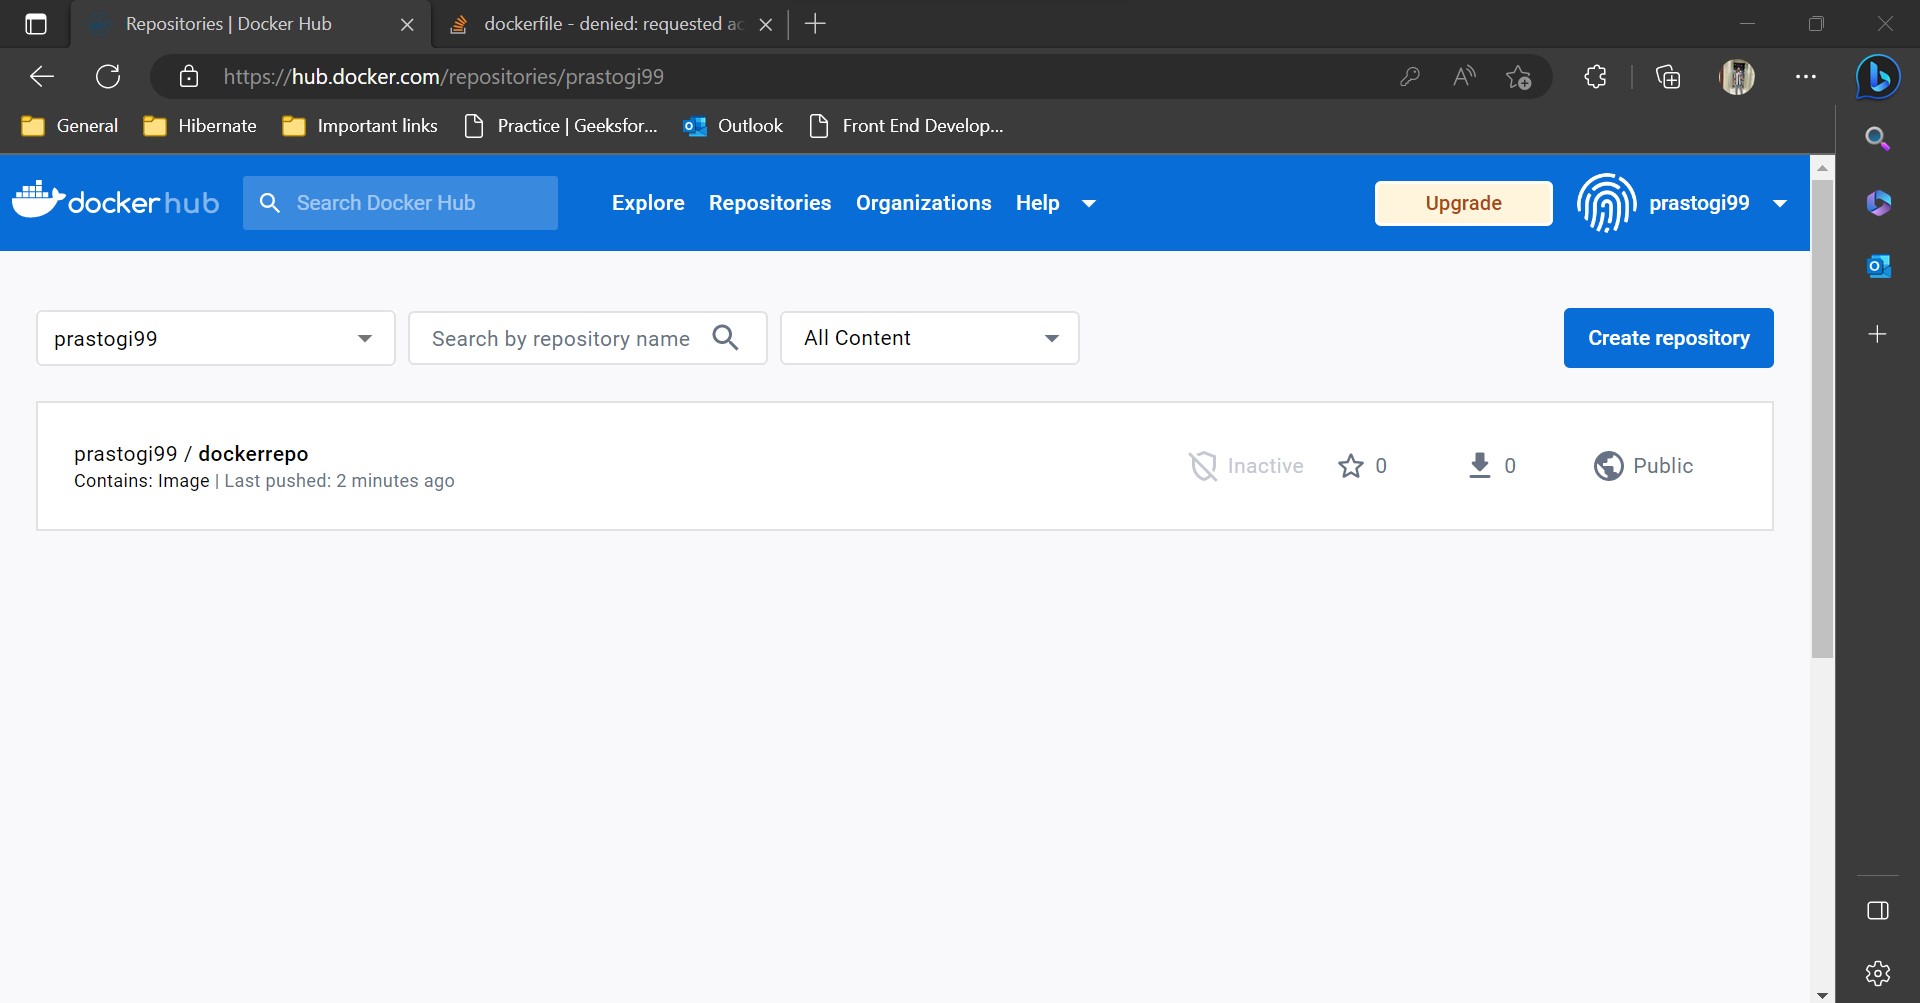 Repositories | Docker Hub
dockerfile - denied: requested ac
https://hub.docker.com/repositories/prastogi99
General
Hibernate
Important links
Practice | Geeksfor...
Outlook
Front End Develop...
dockerhub
Search Docker Hub
Explore
Repositories
Organizations
Help
Upgrade
prastogi99
prastogi99
Search by repository name
All Content
Create repository
prastogi99 / dockerrepo
Contains: Image | Last pushed: 2 minutes ago
Inactive
0
0
Public